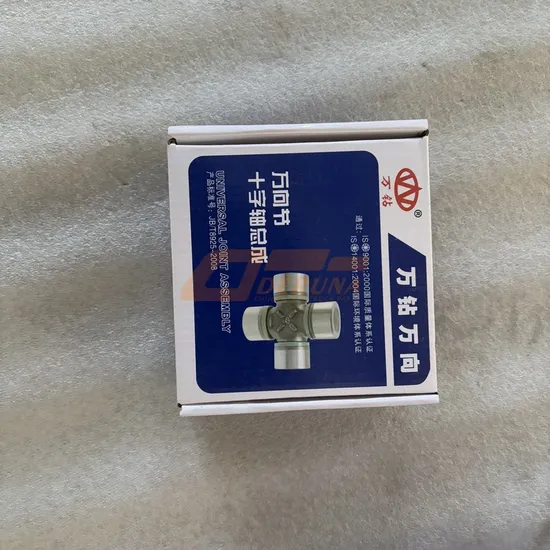 万钻
®
万钻万向
通过：ISO9001:2000国际质量体系认证
ISO14001:2004国际环境体系认证
万向节
十字轴总成
UNIVERSAL JOINT ASSEMBLY
产品标准号：JB/T8925-2008